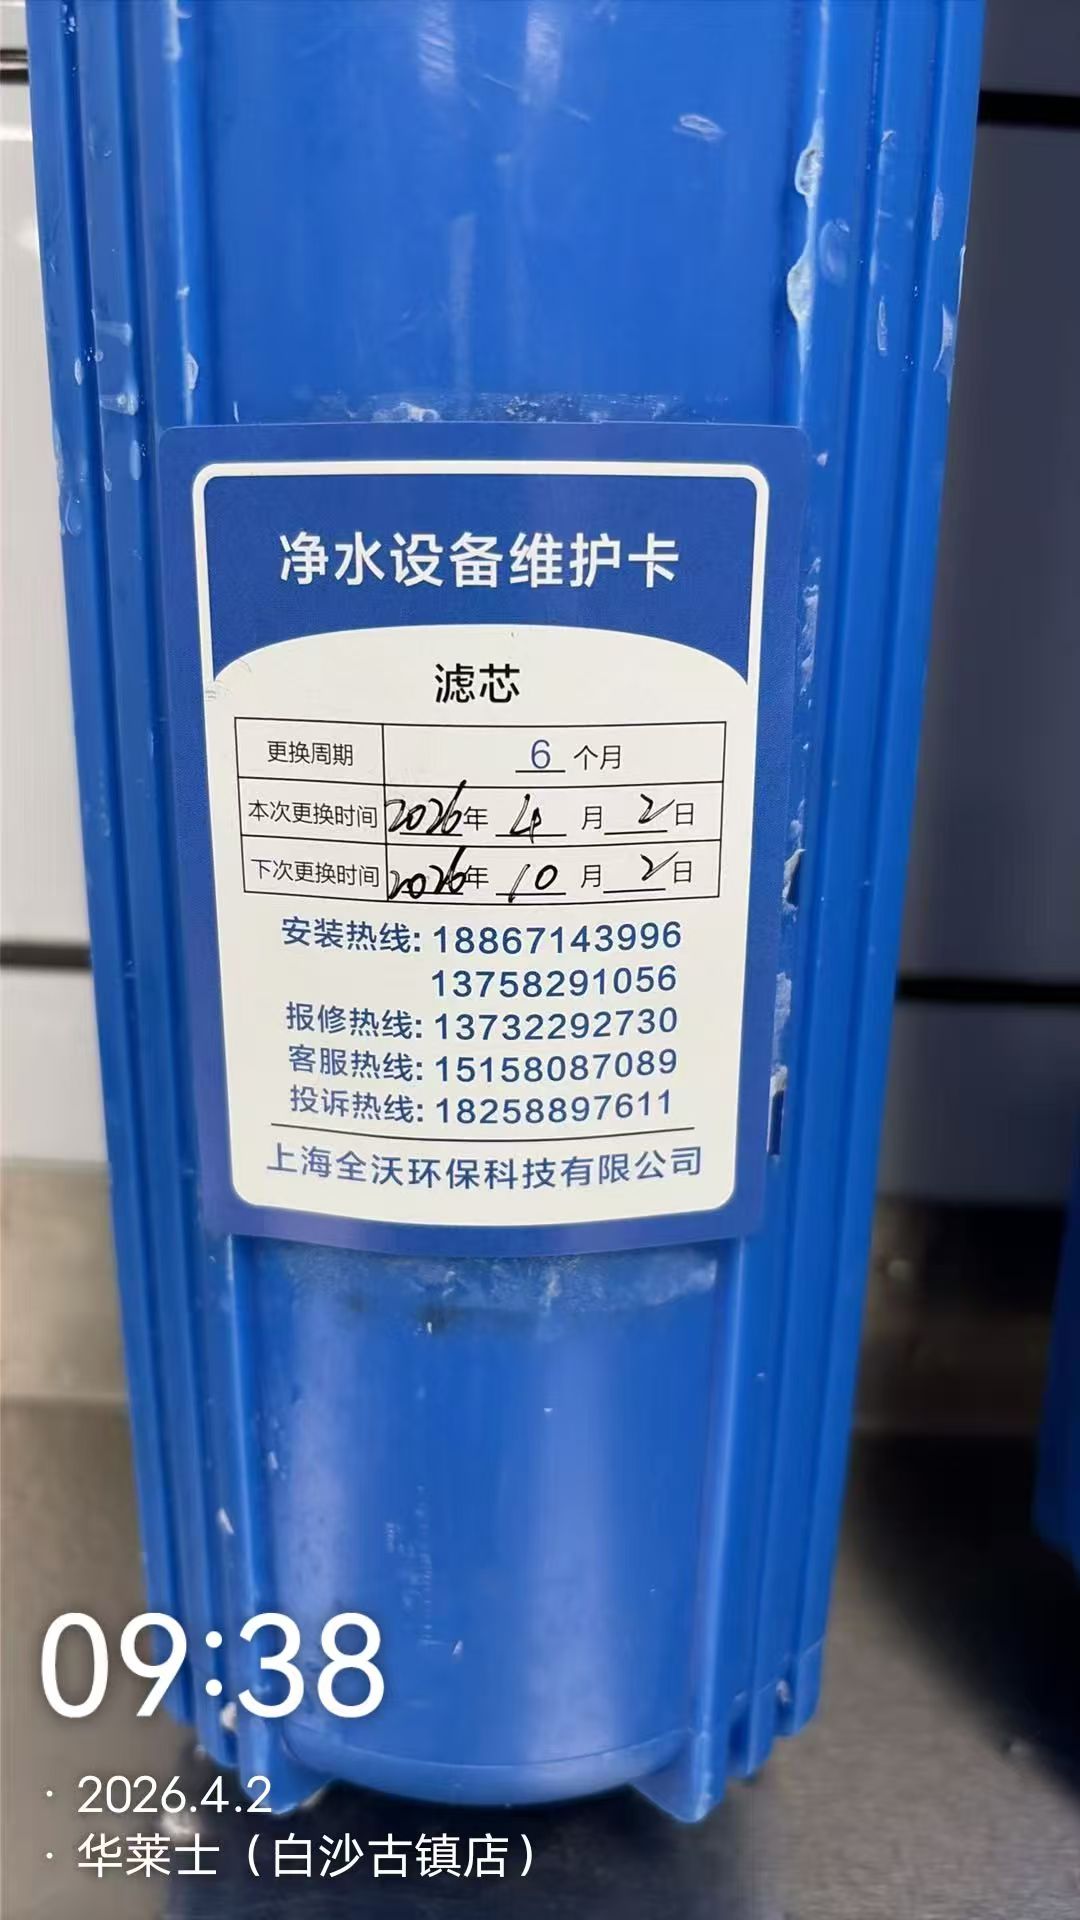 净水设备维护卡
滤芯
更换周期 6 个月
本次更换时间 2026年 4 月 2 日
下次更换时间 2026年 10 月 2 日
安装热线: 18867143996
13758291056
报修热线: 13732292730
客服热线: 15158087089
投诉热线: 18258897611
上海全沃环保科技有限公司
09:38
· 2026.4.2
· 华莱士（白沙古镇店）